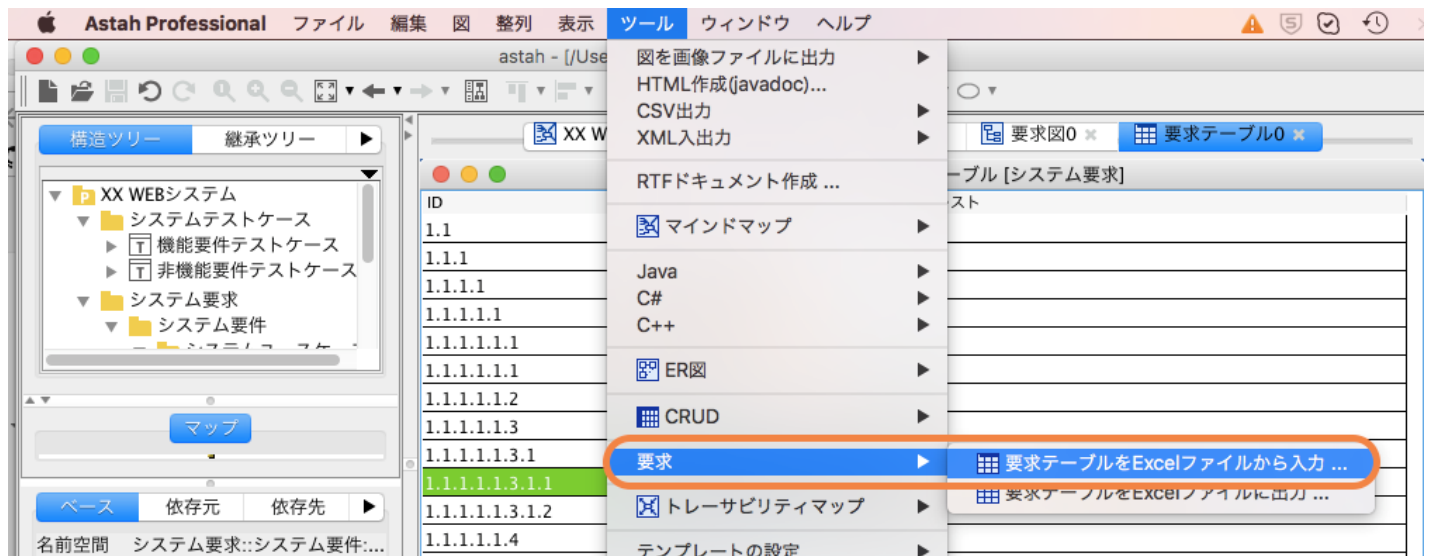 Astah Professional ファイル 編集 図 整列 表示 ツール ウィンドウ ヘルプ
astah - [/Use
構造ツリー 継承ツリー
XX WEBシステム
システムテストケース
機能要件テストケース
非機能要件テストケース
システム要求
システム要件
マップ
ベース 依存元 依存先
名前空間 システム要求::システム要件:...
図を画像ファイルに出力
HTML作成(javadoc)...
CSV出力
XML入出力
RTFドキュメント作成 ...
マインドマップ
Java
C#
C++
ER図
CRUD
要求
トレーサビリティマップ
テンプレートの設定
要求テーブルをExcelファイルから入力 ...
要求テーブルをExcelファイルに出力 ...
XX W
要求図0
要求テーブル0
ーブル [システム要求]
ID
スト
1.1
1.1.1
1.1.1.1
1.1.1.1.1
1.1.1.1.1.1
1.1.1.1.1.1
1.1.1.1.1.2
1.1.1.1.1.3
1.1.1.1.1.3.1
1.1.1.1.1.3.1.1
1.1.1.1.1.3.1.2
1.1.1.1.1.4